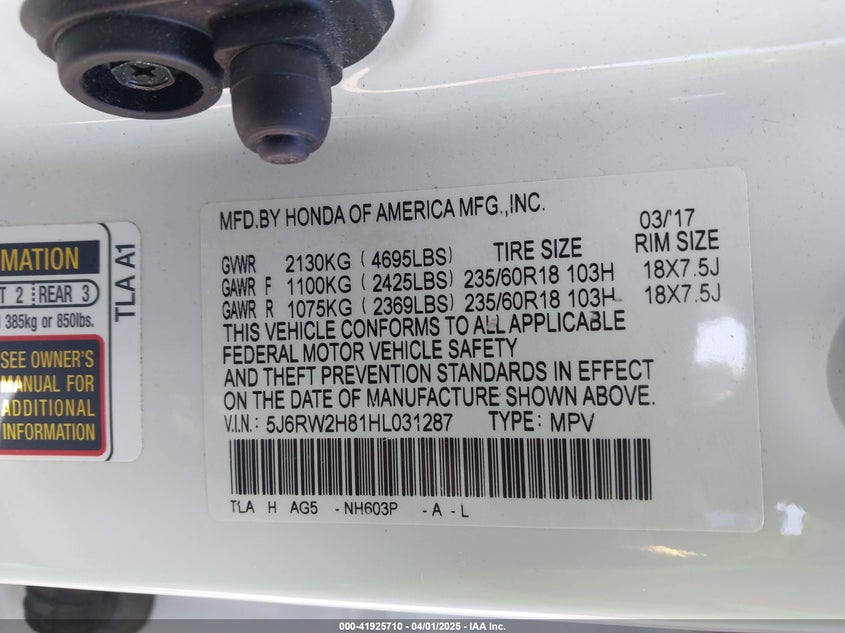 MFD.BY HONDA OF AMERICA MFG.,INC.
03/'17
GVWR 2130KG ( 4695LBS) TIRE SIZE RIM SIZE
GAWR F 1100KG ( 2425LBS) 235/60R18 103H 18X7.5J
GAWR R 1075KG ( 2369LBS) 235/60R18 103H 18X7.5J
THIS VEHICLE CONFORMS TO ALL APPLICABLE
FEDERAL MOTOR VEHICLE SAFETY
AND THEFT PREVENTION STANDARDS IN EFFECT
ON THE DATE OF MANUFACTURE SHOWN ABOVE.
V.I.N.: 5J6RW2H81HL031287 TYPE: MPV
TLA H AG5 -NH603P -A -L
MATION
T 2 REAR 3
385kg or 850lbs.
SEE OWNER'S
MANUAL FOR
ADDITIONAL
INFORMATION
TLA A1
000-41925710 - 04/01/2025 - IAA Inc.